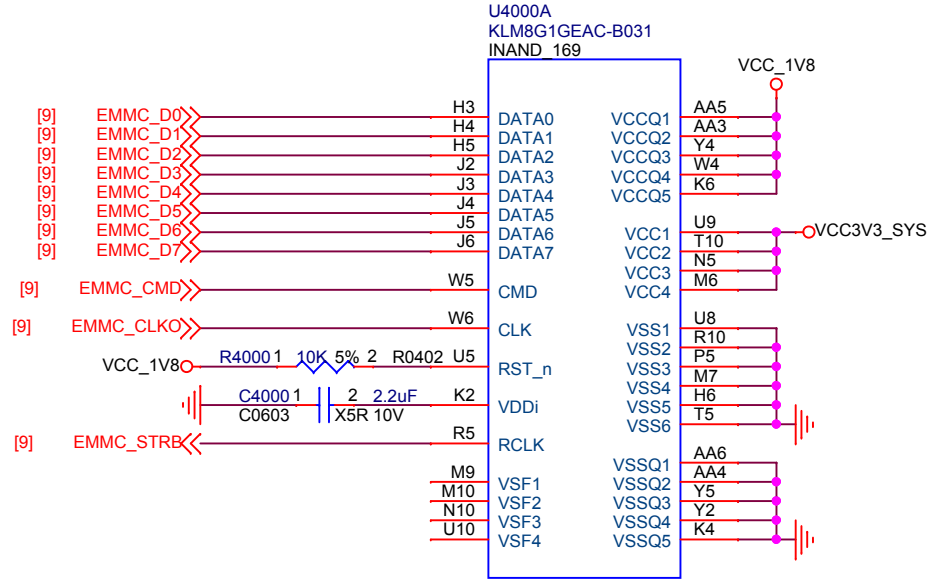 U4000A
KLM8G1GEAC-B031
INAND_169
VCC_1V8
[9] EMMC_D0 H3 DATA0 VCCQ1 AA5
[9] EMMC_D1 H4 DATA1 VCCQ2 AA3
[9] EMMC_D2 H5 DATA2 VCCQ3 Y4
[9] EMMC_D3 J2 DATA3 VCCQ4 W4
[9] EMMC_D4 J3 DATA4 VCCQ5 K6
[9] EMMC_D5 J4 DATA5
[9] EMMC_D6 J5 DATA6 VCC1 U9 VCC3V3_SYS
[9] EMMC_D7 J6 DATA7 VCC2 T10
VCC3 N5
[9] EMMC_CMD W5 CMD VCC4 M6
[9] EMMC_CLKO W6 CLK VSS1 U8
VSS2 R10
VCC_1V8 R4000 1 10K 5% 2 R0402 U5 RST_n VSS3 P5
VSS4 M7
C4000 1 2 2.2uF K2 VDDi VSS5 H6
C0603 X5R 10V
VSS6 T5
[9] EMMC_STRB R5 RCLK
VSSQ1 AA6
M9 VSF1 VSSQ2 AA4
M10 VSF2 VSSQ3 Y5
N10 VSF3 VSSQ4 Y2
U10 VSF4 VSSQ5 K4